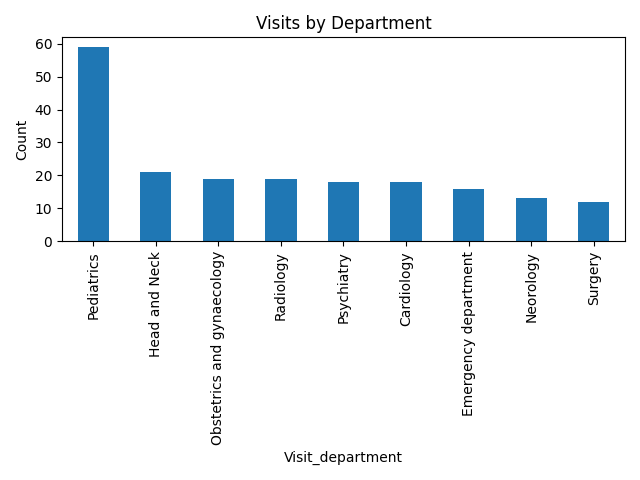 Visits by Department
Count
60
50
40
30
20
10
0
Pediatrics
Head and Neck
Obstetrics and gynaecology
Radiology
Psychiatry
Cardiology
Emergency department
Neorology
Surgery
Visit_department